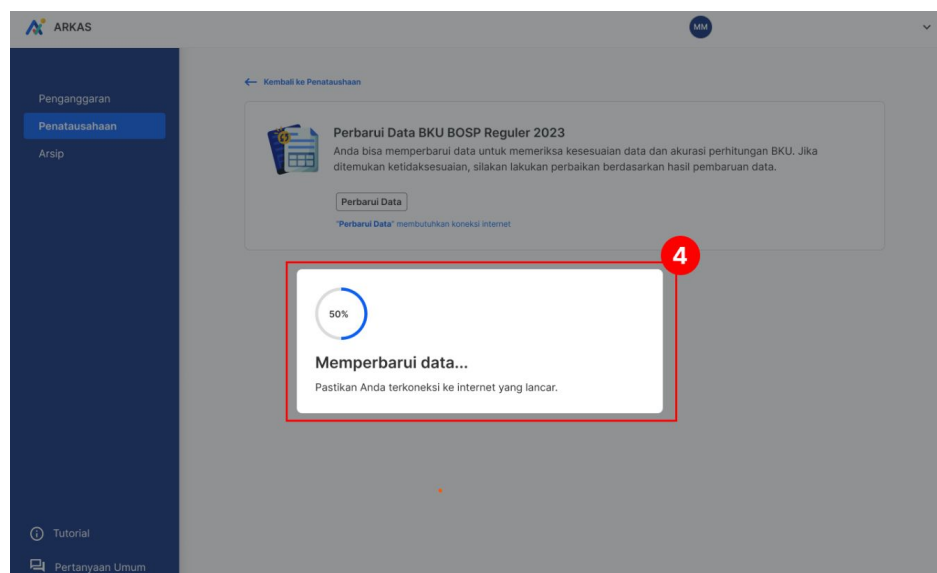 ARKAS
MM
Penganggaran
Penatausahaan
Arsip
Kembali ke Penataushaan
Perbarui Data BKU BOSP Reguler 2023
Anda bisa memperbarui data untuk memeriksa kesesuaian data dan akurasi perhitungan BKU. Jika
ditemukan ketidaksesuaian, silakan lakukan perbaikan berdasarkan hasil pembaruan data.
Perbarui Data
"Perbarui Data" membutuhkan koneksi internet
4
50%
Memperbarui data...
Pastikan Anda terkoneksi ke internet yang lancar.
Tutorial
Pertanyaan Umum